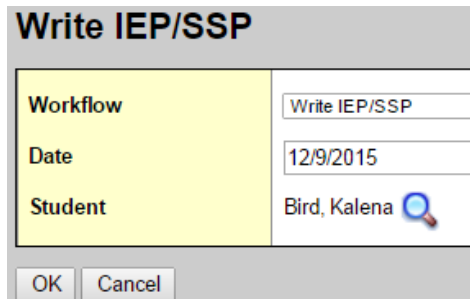 Write IEP/SSP
Workflow Write IEP/SSP
Date 12/9/2015
Student Bird, Kalena
OK Cancel